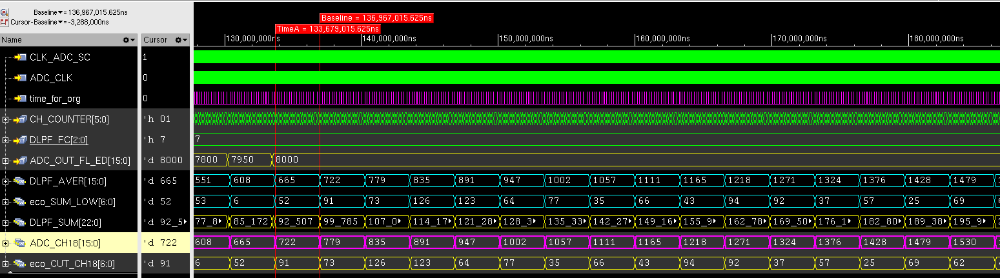 Baseline▼= 136,967,015.625ns
Cursor-Baseline▼= -3,288,000ns
Baseline = 136,967,015.625ns
TimeA = 133,679,015.625ns
Name Cursor 130,000,000ns 140,000,000ns 150,000,000ns 160,000,000ns 170,000,000ns 180,000,000ns
CLK_ADC_SC 1
ADC_CLK 0
time_for_org 0
CH_COUNTER[5:0] 'h 01
DLPF_FC[2:0] 'h 7 7
ADC_OUT_FL_ED[15:0] 'd 8000 7800 7950 8000
DLPF_AVER[15:0] 'd 665 551 608 665 722 779 835 891 947 1002 1057 1111 1165 1218 1271 1324 1376 1428 1479
eco_SUM_LOW[6:0] 'd 52 53 6 52 91 73 126 123 64 77 35 66 43 94 92 37 57 25 69
DLPF_SUM[22:0] 'd 92_5 77_8 85_172 92_507 99_785 107_0 114_17 121_28 128_3 135_33 142_27 149_16 155_9 162_78 169_50 176_1 182_80 189_38 195_9
ADC_CH18[15:0] 'd 722 608 665 722 779 835 891 947 1002 1057 1111 1165 1218 1271 1324 1376 1428 1479 1530
eco_CUT_CH18[6:0] 'd 91 6 52 91 73 126 123 64 77 35 66 43 94 92 37 57 25 69 62